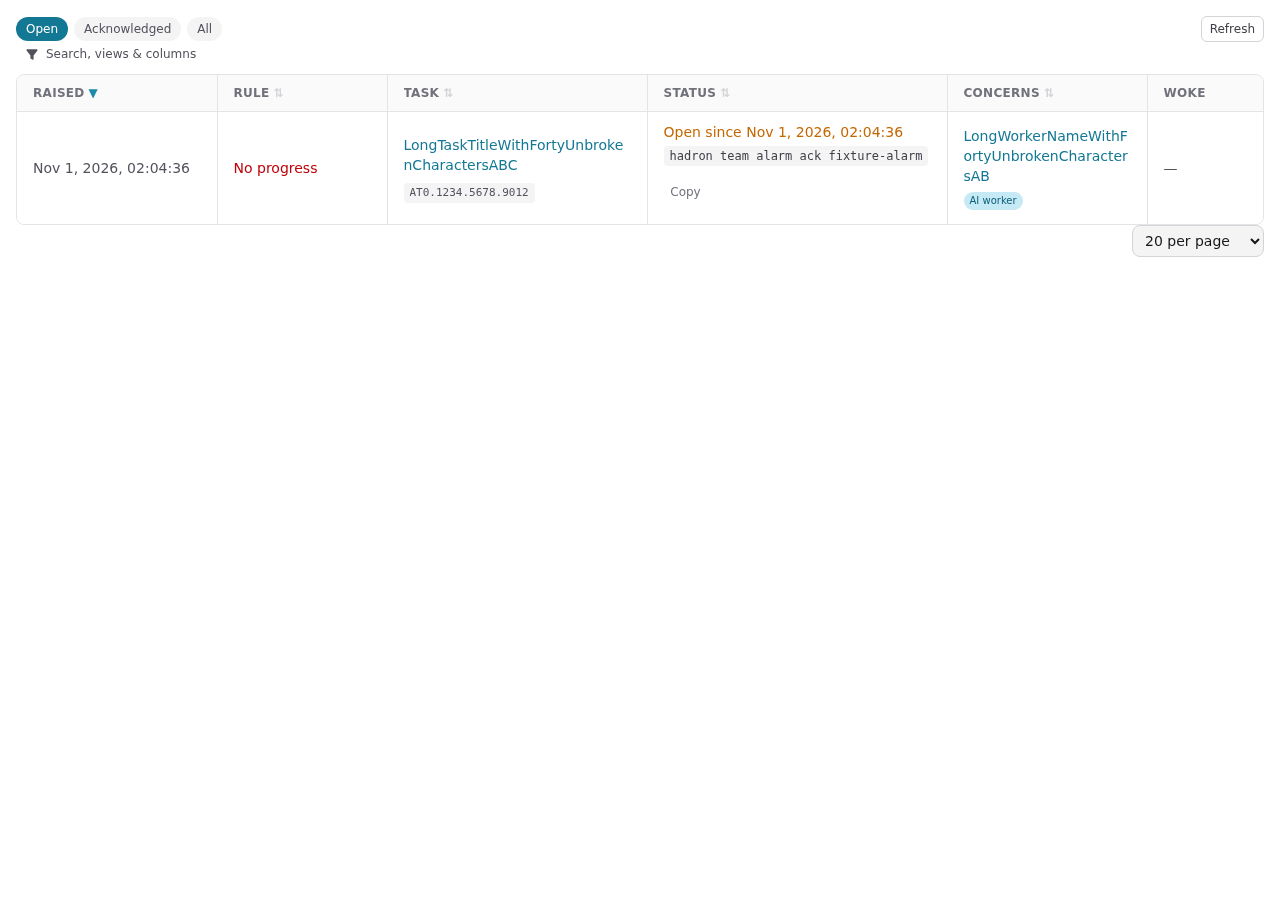 Open Acknowledged All Refresh
Search, views & columns
RAISED ▼ RULE ⇅ TASK ⇅ STATUS ⇅ CONCERNS ⇅ WOKE
Nov 1, 2026, 02:04:36
No progress
LongTaskTitleWithFortyUnbroke
nCharactersABC
AT0.1234.5678.9012
Open since Nov 1, 2026, 02:04:36
hadron team alarm ack fixture-alarm
Copy
LongWorkerNameWithF
ortyUnbrokenCharacter
sAB
AI worker
—
20 per page